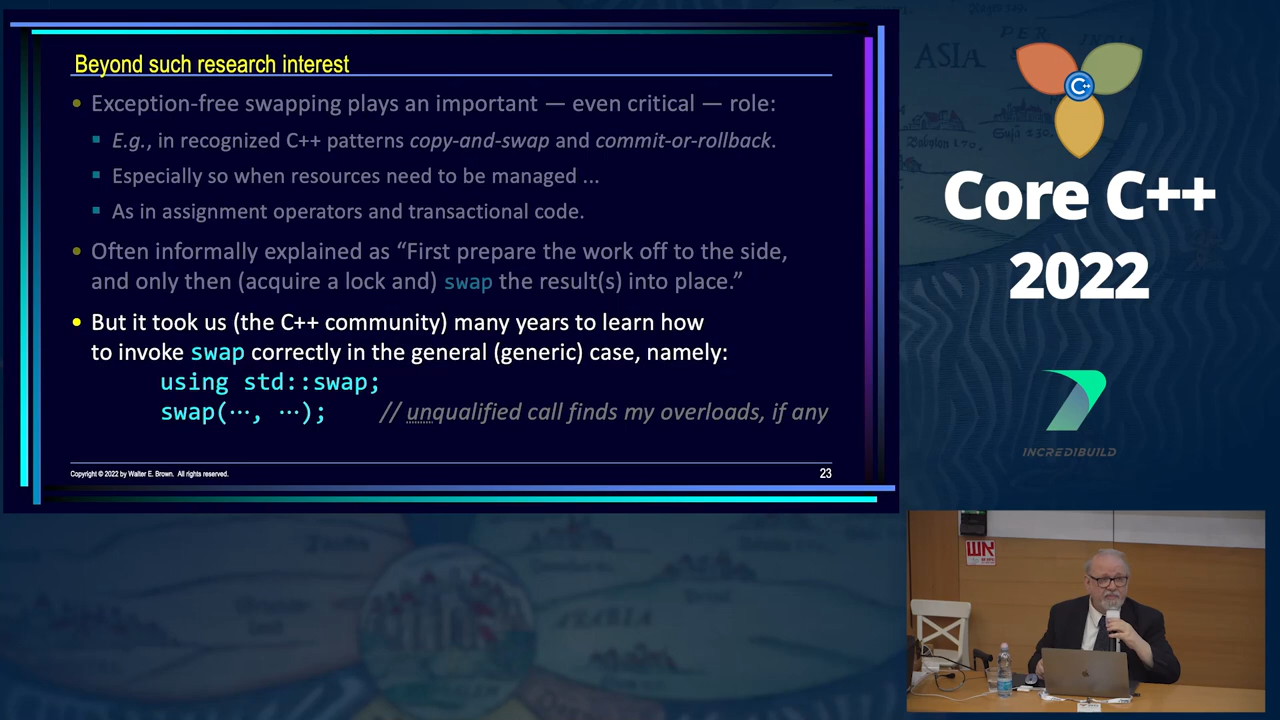 Beyond such research interest
• Exception-free swapping plays an important — even critical — role:
▪ E.g., in recognized C++ patterns copy-and-swap and commit-or-rollback.
▪ Especially so when resources need to be managed ...
▪ As in assignment operators and transactional code.
• Often informally explained as “First prepare the work off to the side,
and only then (acquire a lock and) swap the result(s) into place.”
• But it took us (the C++ community) many years to learn how
to invoke swap correctly in the general (generic) case, namely:
using std::swap;
swap(⋯, ⋯); // unqualified call finds my overloads, if any
Copyright © 2022 by Walter E. Brown. All rights reserved.
23
ASIA
PER
INDIA
Babylon
C++
Core C++
2022
INCREDIBUILD
אש